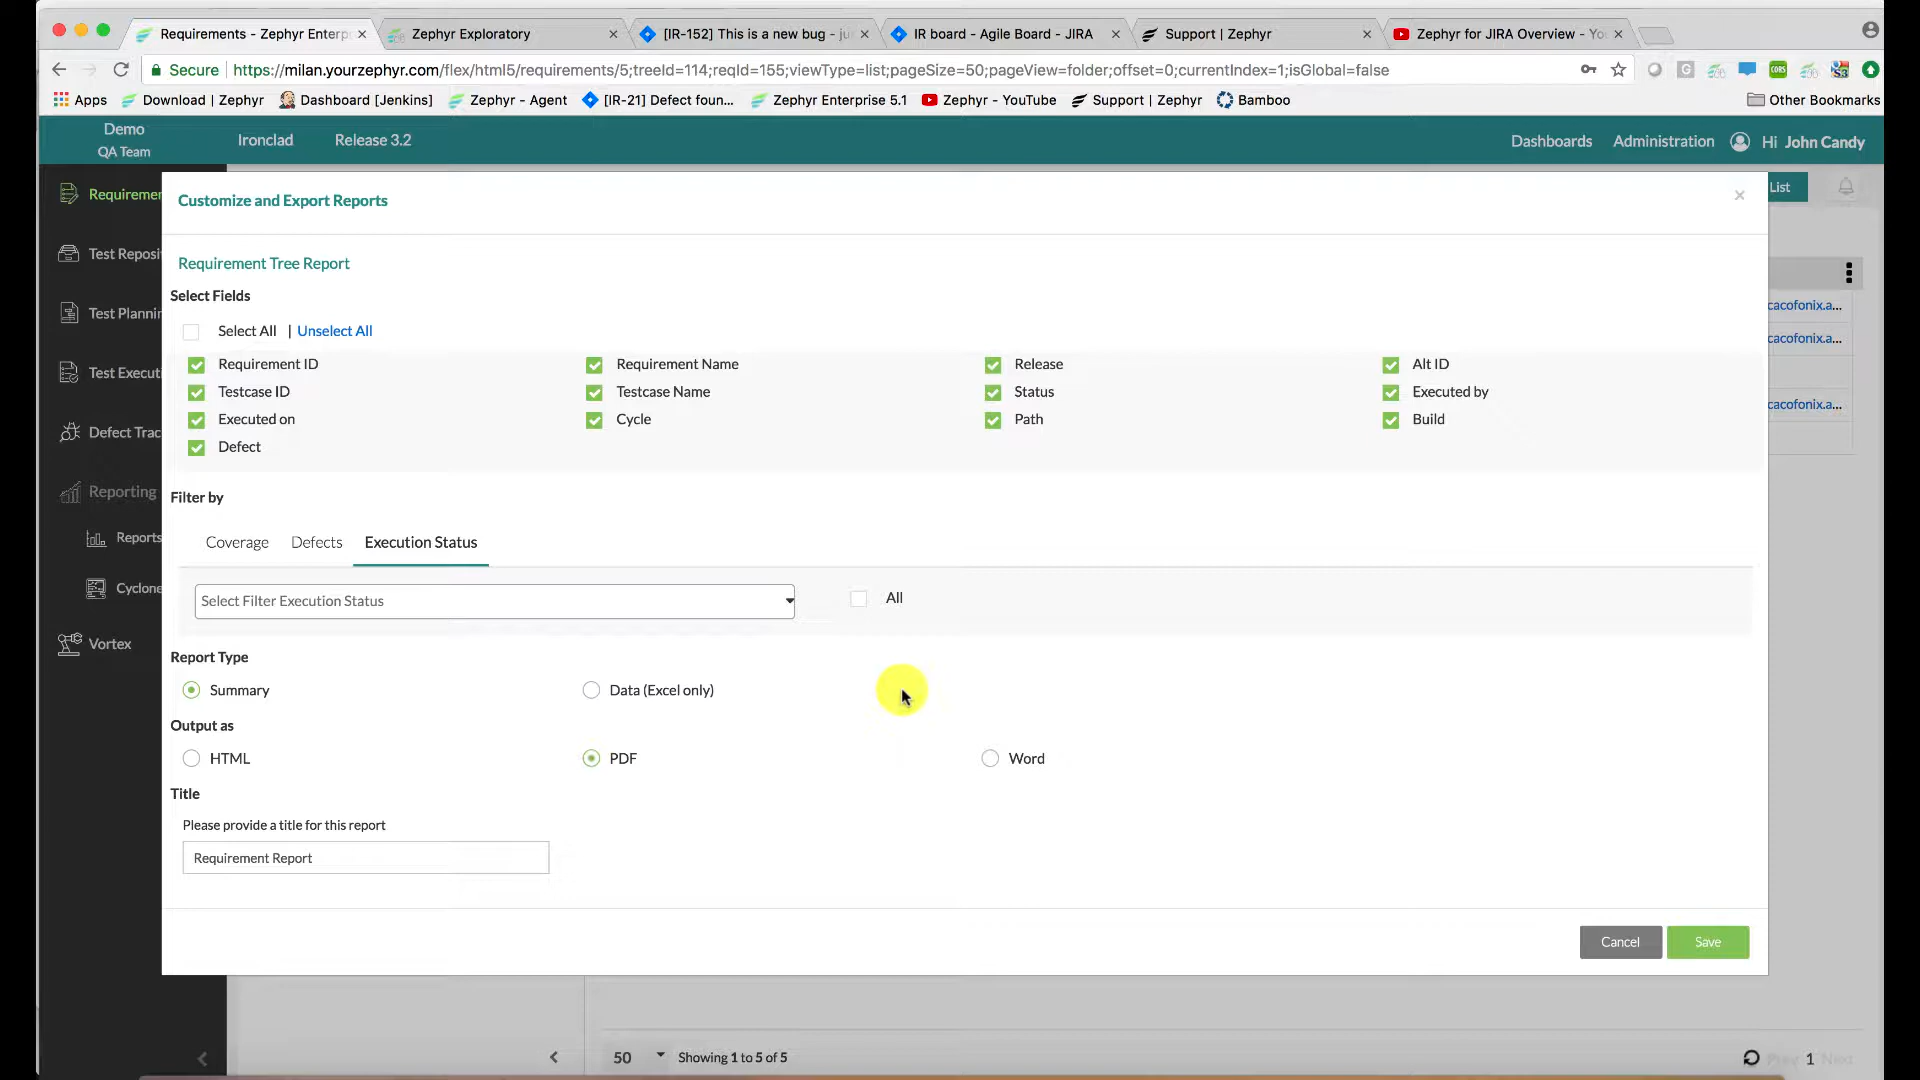 Requirements - Zephyr Enterp
Zephyr Exploratory
[IR-152] This is a new bug - ju
IR board - Agile Board - JIRA
Support | Zephyr
Zephyr for JIRA Overview - Yo
Secure
https://milan.yourzephyr.com/flex/html5/requirements/5;treeId=114;reqId=155;viewType=list;pageSize=50;pageView=folder;offset=0;currentIndex=1;isGlobal=false
Apps
Download | Zephyr
Dashboard [Jenkins]
Zephyr - Agent
[IR-21] Defect foun...
Zephyr Enterprise 5.1
Zephyr - YouTube
Support | Zephyr
Bamboo
Other Bookmarks
Demo
QA Team
Ironclad
Release 3.2
Dashboards
Administration
Hi John Candy
Requiremen
Test Reposi
Test Plannin
Test Executi
Defect Trac
Reporting
Reports
Cyclone
Vortex
List
cacofonix.a...
cacofonix.a...
cacofonix.a...
Customize and Export Reports
Requirement Tree Report
Select Fields
Select All | Unselect All
Requirement ID
Requirement Name
Release
Alt ID
Testcase ID
Testcase Name
Status
Executed by
Executed on
Cycle
Path
Build
Defect
Filter by
Coverage
Defects
Execution Status
Select Filter Execution Status
All
Report Type
Summary
Data (Excel only)
Output as
HTML
PDF
Word
Title
Please provide a title for this report
Requirement Report
Cancel
Save
50
Showing 1 to 5 of 5
Prev 1 Next